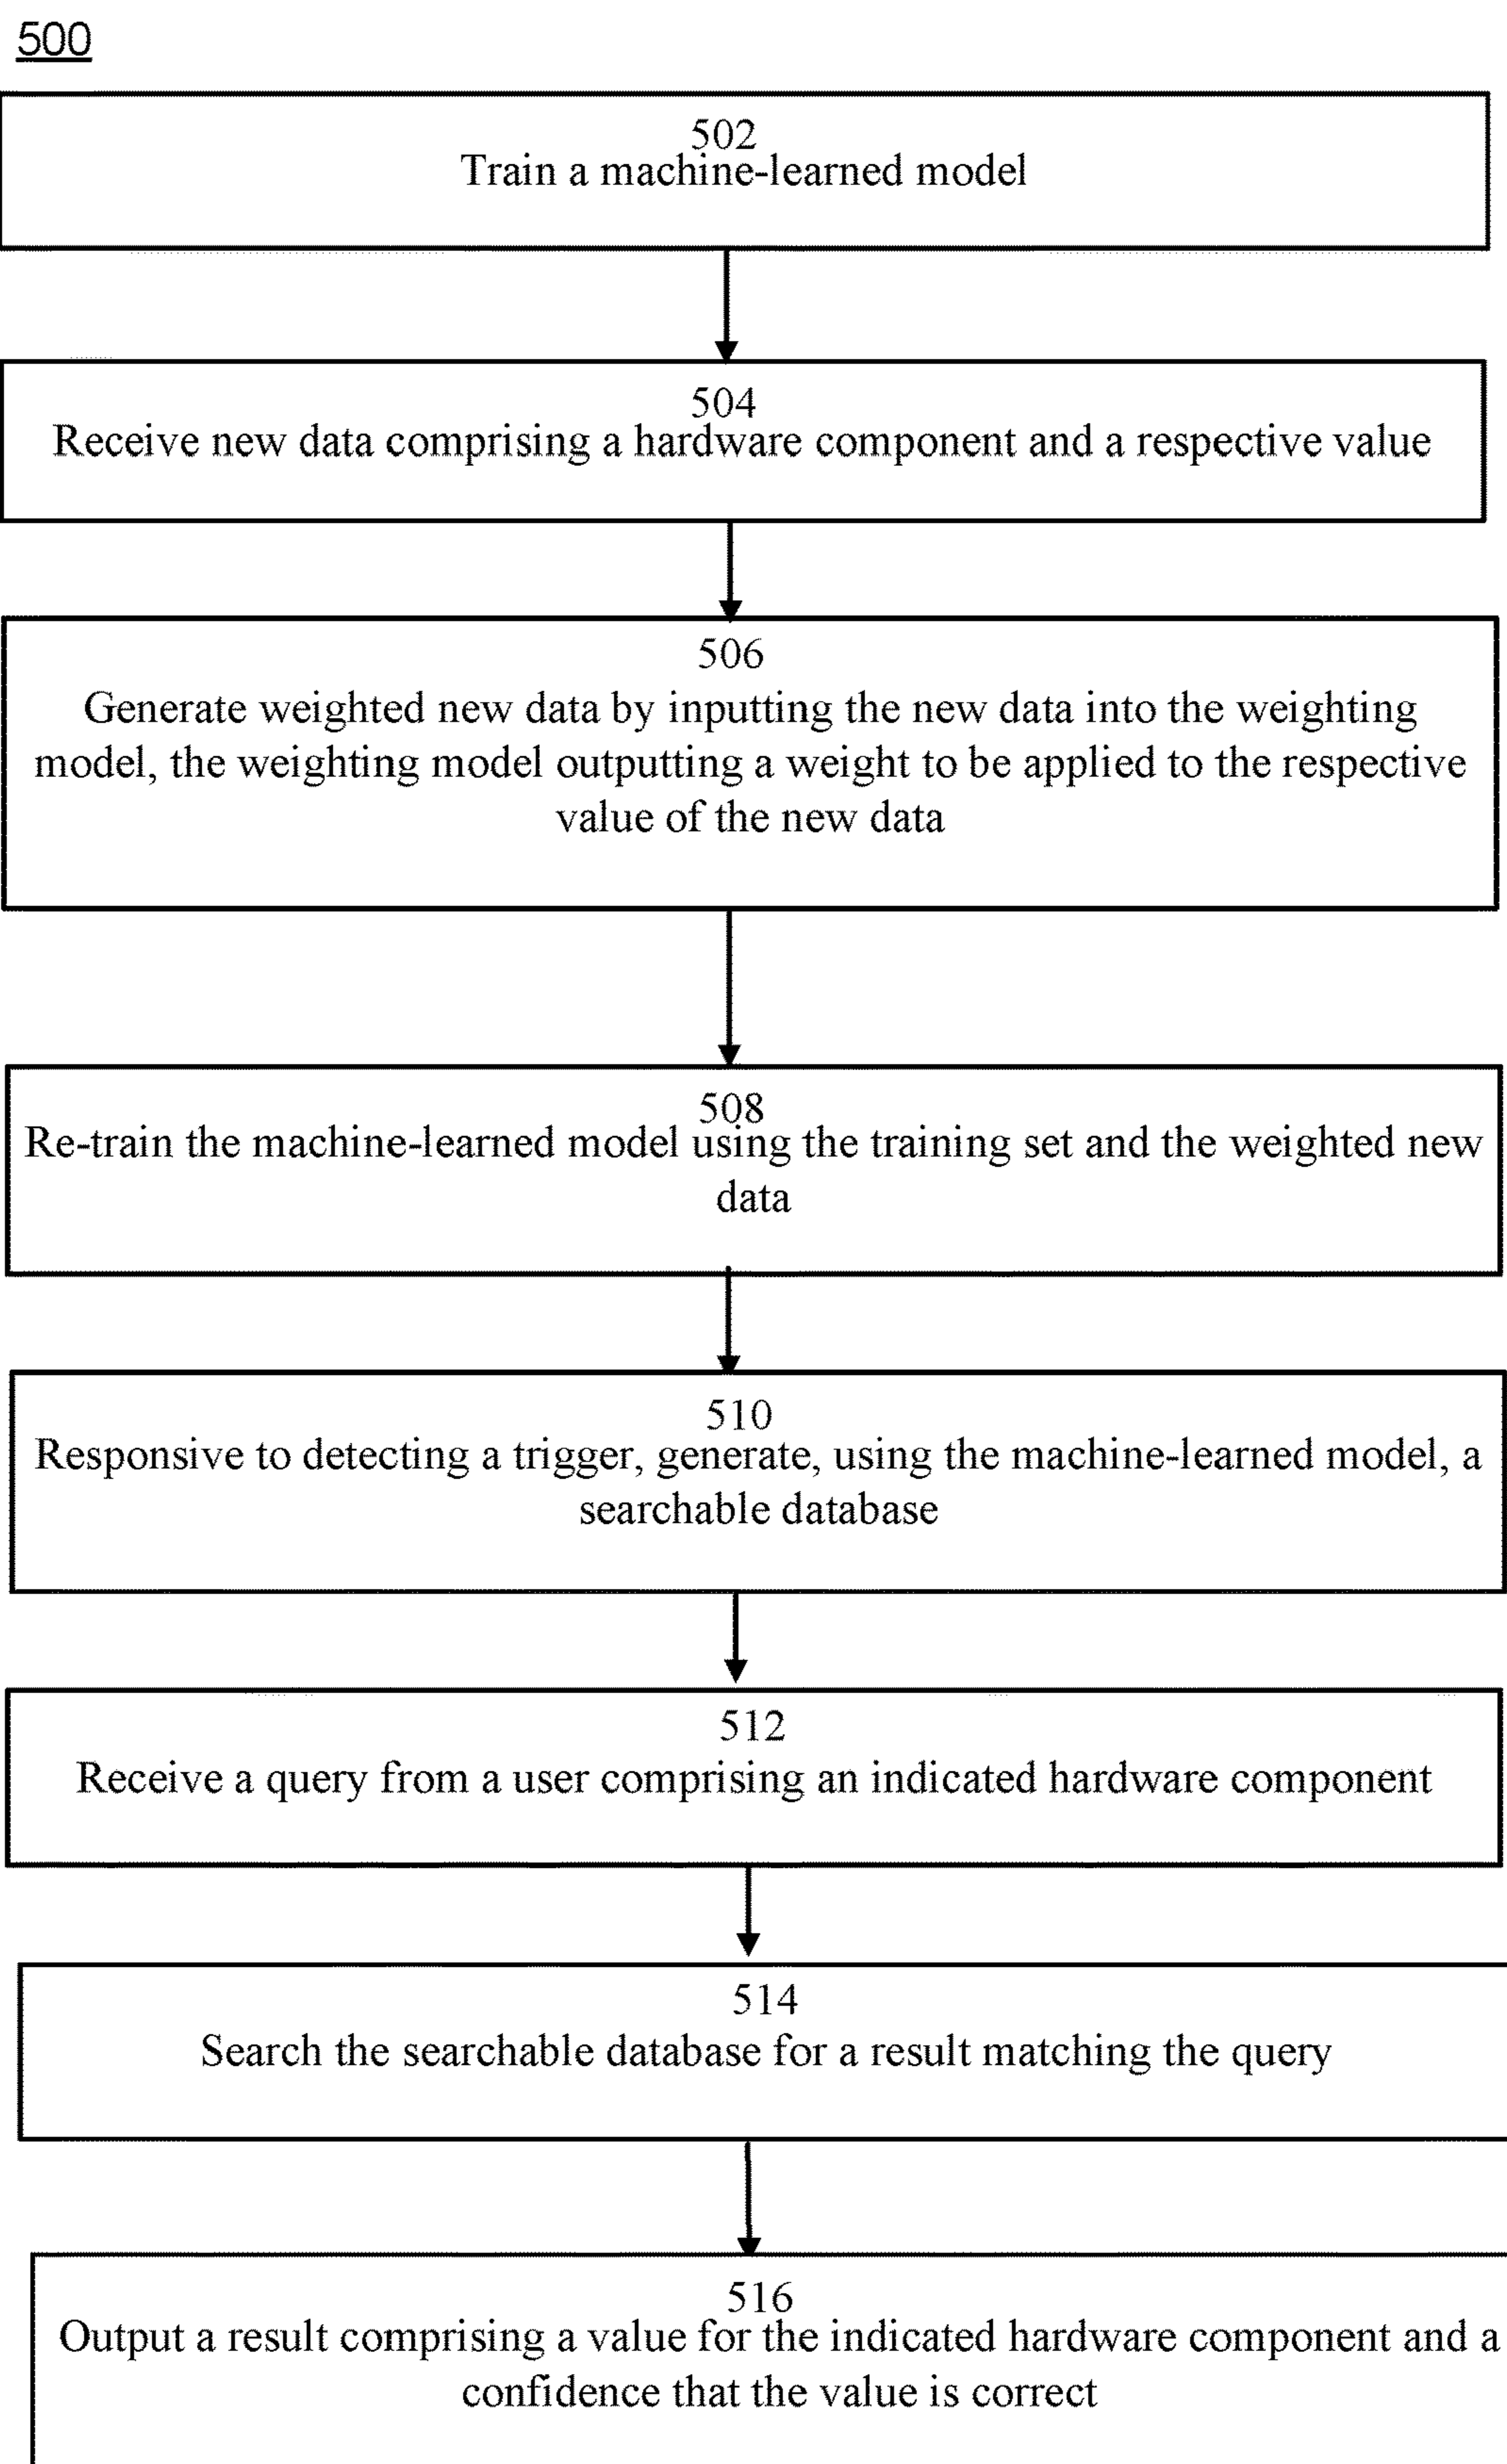 500
502
Train a machine-learned model
504
Receive new data comprising a hardware component and a respective value
506
Generate weighted new data by inputting the new data into the weighting
model, the weighting model outputting a weight to be applied to the respective
value of the new data
508
Re-train the machine-learned model using the training set and the weighted new
data
510
Responsive to detecting a trigger, generate, using the machine-learned model, a
searchable database
512
Receive a query from a user comprising an indicated hardware component
514
Search the searchable database for a result matching the query
516
Output a result comprising a value for the indicated hardware component and a
confidence that the value is correct